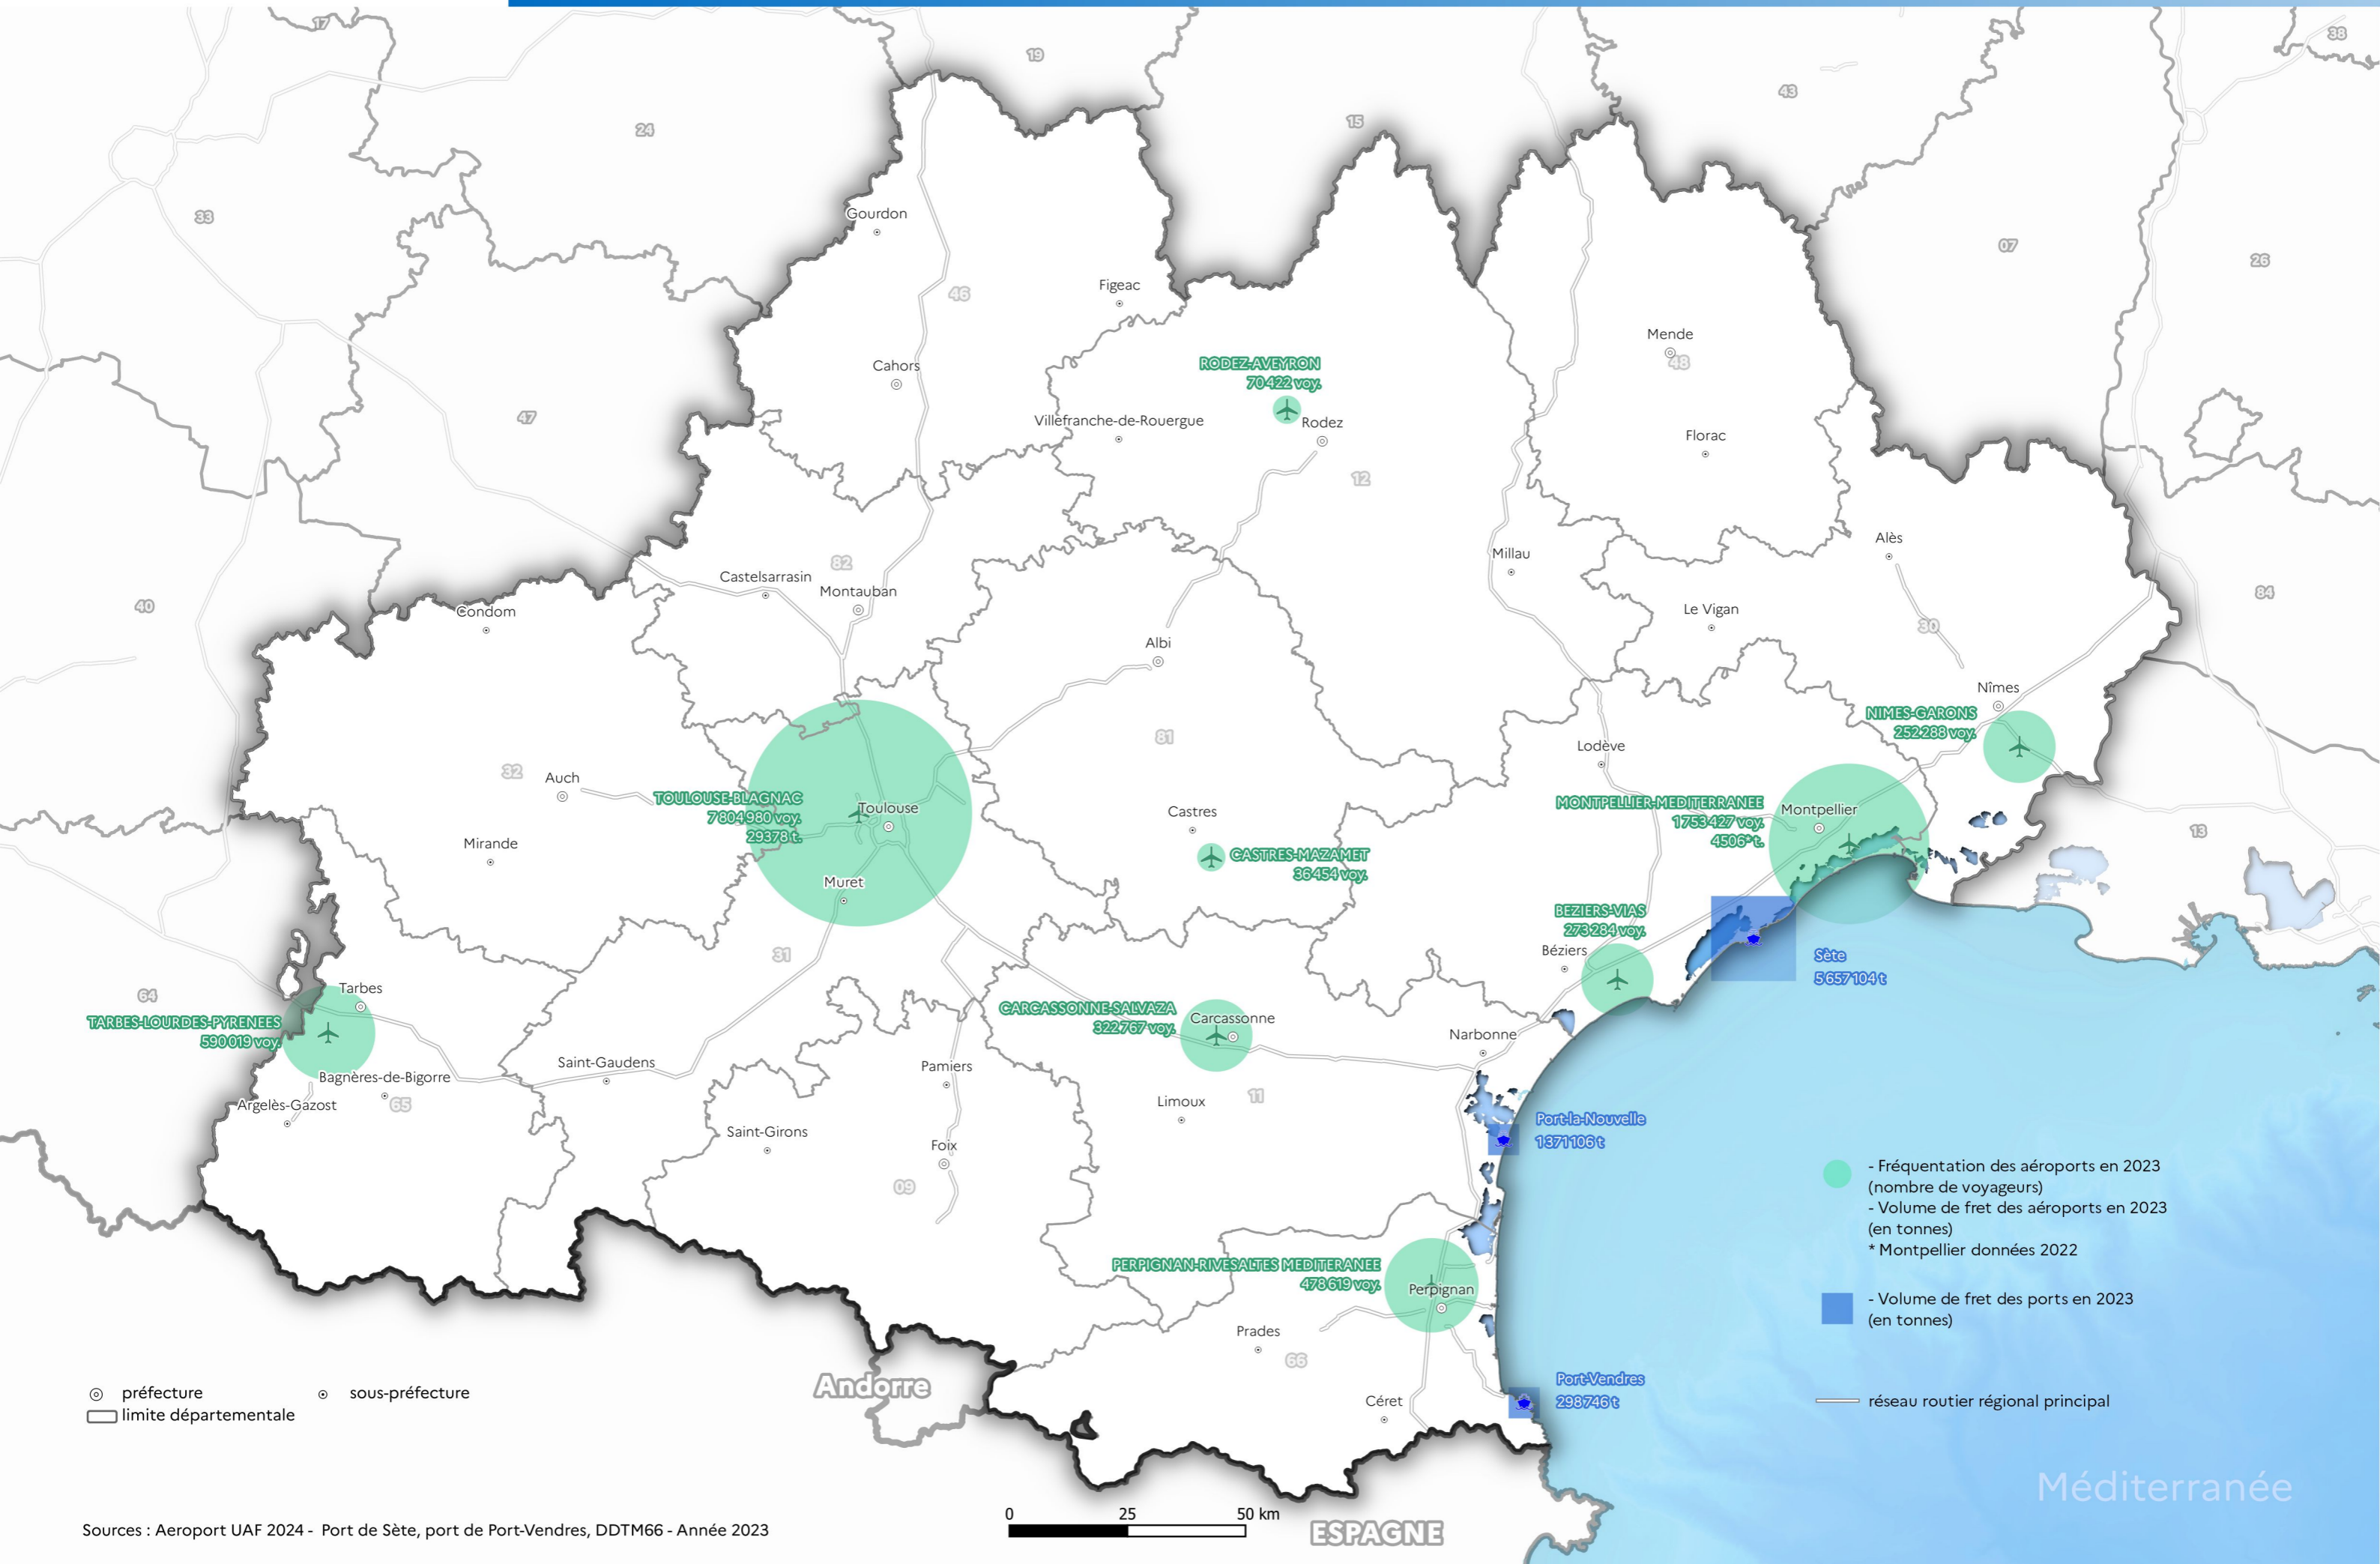 17
19
38
43
24
15
33
07
26
Gourdon
Figeac
46
Mende
48
Cahors
RODEZ-AVEYRON
70422 voy.
Villefranche-de-Rouergue
Rodez
47
Florac
12
Alès
Millau
82
Castelsarrasin
Montauban
84
40
Condom
Le Vigan
30
Albi
Nîmes
NIMES-GARONS
252288 voy.
81
Lodève
32
Auch
TOULOUSE-BLAGNAC
7804980 voy.
29378 t.
Toulouse
MONTPELLIER-MEDITERRANEE
1753427 voy.
4506* t.
Montpellier
Castres
13
Mirande
CASTRES-MAZAMET
36454 voy.
Muret
BEZIERS-VIAS
273284 voy.
Béziers
31
Sète
5657104 t
64
Tarbes
TARBES-LOURDES-PYRENEES
590019 voy.
CARCASSONNE-SALVAZA
322767 voy.
Carcassonne
Narbonne
Saint-Gaudens
Pamiers
Bagnères-de-Bigorre
Argelès-Gazost
65
Limoux
11
Port-la-Nouvelle
1371106 t
Saint-Girons
Foix
09
- Fréquentation des aéroports en 2023
(nombre de voyageurs)
- Volume de fret des aéroports en 2023
(en tonnes)
* Montpellier données 2022
PERPIGNAN-RIVESALTES MEDITERANEE
478619 voy.
Perpignan
- Volume de fret des ports en 2023
(en tonnes)
Prades
66
Andorre
Port-Vendres
298746 t
Céret
préfecture
sous-préfecture
limite départementale
réseau routier régional principal
Méditerranée
0 25 50 km
ESPAGNE
Sources : Aeroport UAF 2024 - Port de Sète, port de Port-Vendres, DDTM66 - Année 2023